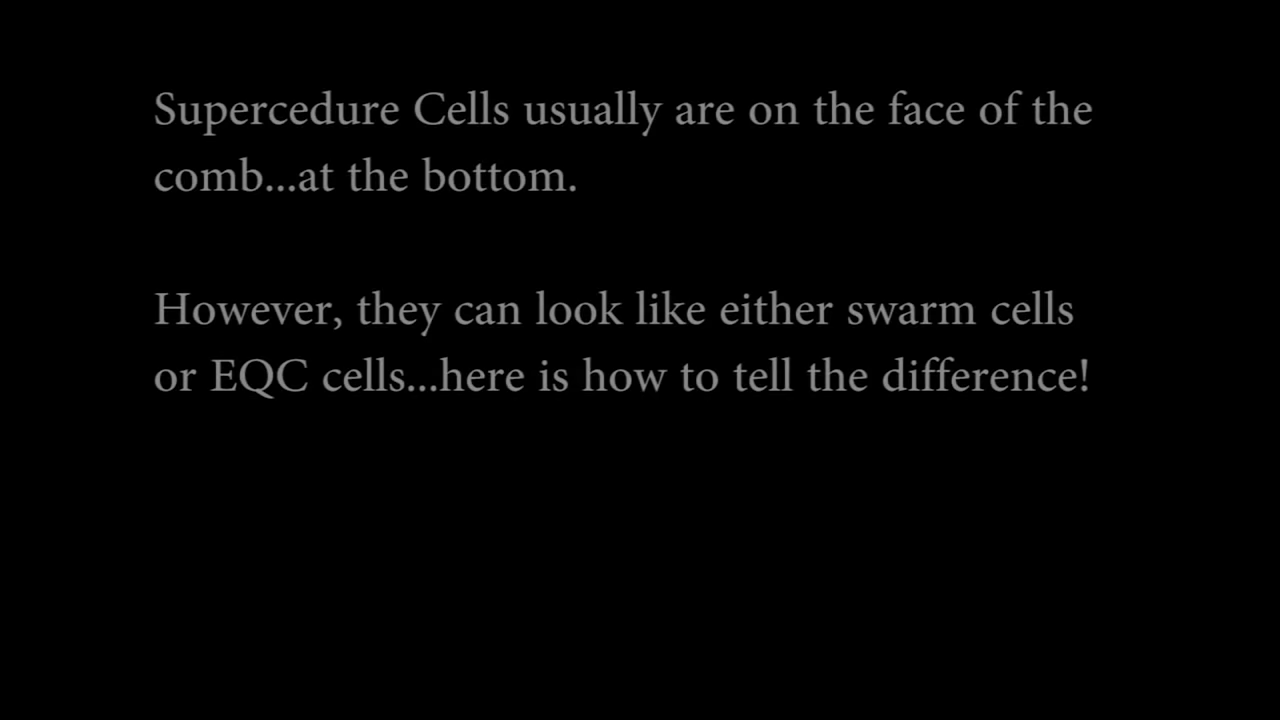 Supercedure Cells usually are on the face of the
comb...at the bottom.
However, they can look like either swarm cells
or EQC cells...here is how to tell the difference!